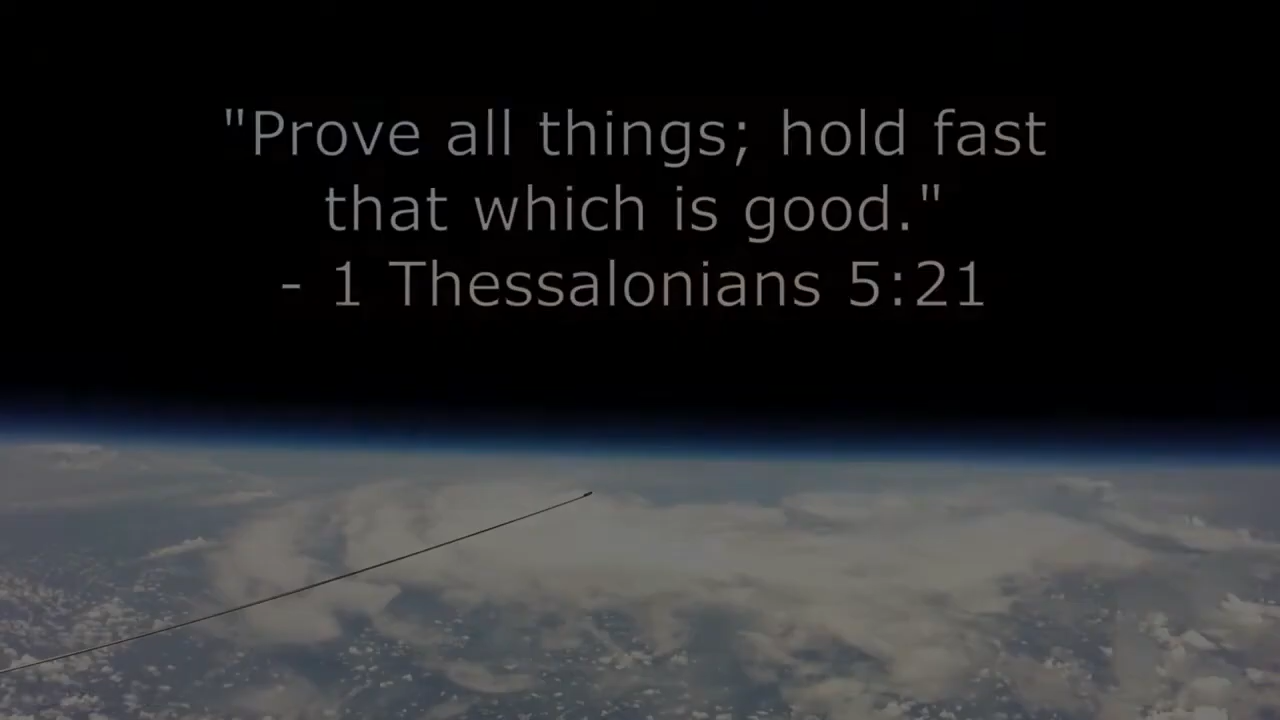 "Prove all things; hold fast
that which is good."
- 1 Thessalonians 5:21